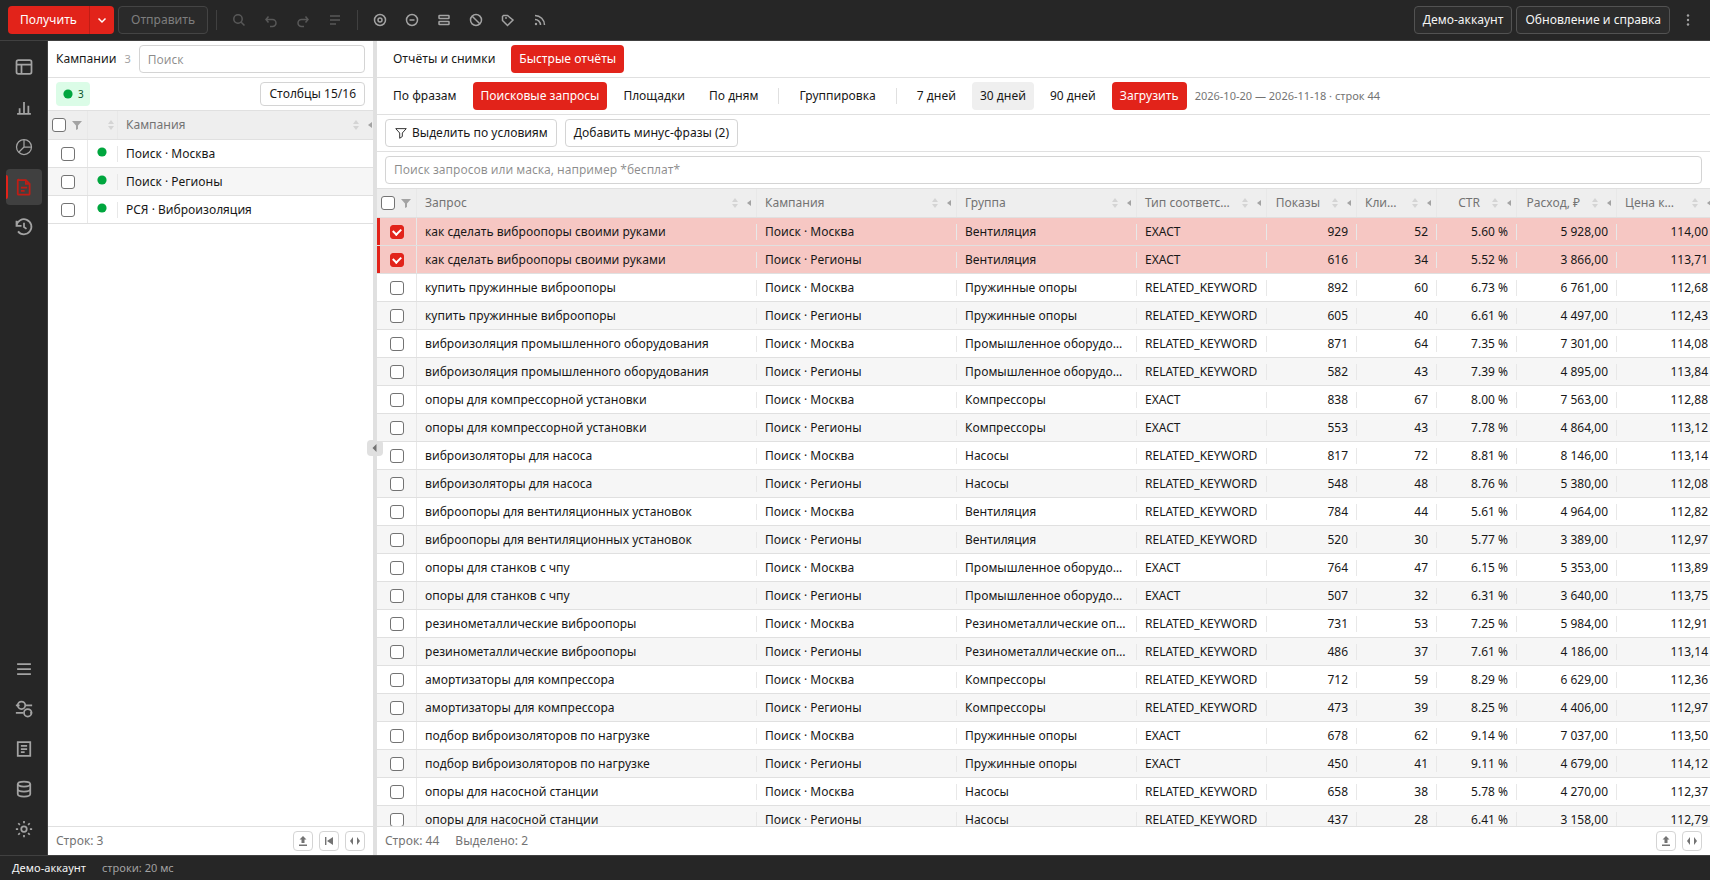 Получить Отправить Демо-аккаунт Обновление и справка
Кампании 3 Поиск
3 Столбцы 15/16
Кампания
Поиск · Москва
Поиск · Регионы
РСЯ · Виброизоляция
Строк: 3
Отчёты и снимки Быстрые отчёты
По фразам Поисковые запросы Площадки По дням Группировка 7 дней 30 дней 90 дней Загрузить 2026-10-20 — 2026-11-18 · строк 44
Выделить по условиям Добавить минус-фразы (2)
Поиск запросов или маска, например *бесплат*
Запрос Кампания Группа Тип соответс... Показы Кли... CTR Расход, ₽ Цена к...
как сделать виброопоры своими руками Поиск · Москва Вентиляция EXACT 929 52 5.60 % 5 928,00 114,00
как сделать виброопоры своими руками Поиск · Регионы Вентиляция EXACT 616 34 5.52 % 3 866,00 113,71
купить пружинные виброопоры Поиск · Москва Пружинные опоры RELATED_KEYWORD 892 60 6.73 % 6 761,00 112,68
купить пружинные виброопоры Поиск · Регионы Пружинные опоры RELATED_KEYWORD 605 40 6.61 % 4 497,00 112,43
виброизоляция промышленного оборудования Поиск · Москва Промышленное оборудо... RELATED_KEYWORD 871 64 7.35 % 7 301,00 114,08
виброизоляция промышленного оборудования Поиск · Регионы Промышленное оборудо... RELATED_KEYWORD 582 43 7.39 % 4 895,00 113,84
опоры для компрессорной установки Поиск · Москва Компрессоры EXACT 838 67 8.00 % 7 563,00 112,88
опоры для компрессорной установки Поиск · Регионы Компрессоры EXACT 553 43 7.78 % 4 864,00 113,12
виброизоляторы для насоса Поиск · Москва Насосы RELATED_KEYWORD 817 72 8.81 % 8 146,00 113,14
виброизоляторы для насоса Поиск · Регионы Насосы RELATED_KEYWORD 548 48 8.76 % 5 380,00 112,08
виброопоры для вентиляционных установок Поиск · Москва Вентиляция RELATED_KEYWORD 784 44 5.61 % 4 964,00 112,82
виброопоры для вентиляционных установок Поиск · Регионы Вентиляция RELATED_KEYWORD 520 30 5.77 % 3 389,00 112,97
опоры для станков с чпу Поиск · Москва Промышленное оборудо... EXACT 764 47 6.15 % 5 353,00 113,89
опоры для станков с чпу Поиск · Регионы Промышленное оборудо... EXACT 507 32 6.31 % 3 640,00 113,75
резинометаллические виброопоры Поиск · Москва Резинометаллические оп... RELATED_KEYWORD 731 53 7.25 % 5 984,00 112,91
резинометаллические виброопоры Поиск · Регионы Резинометаллические оп... RELATED_KEYWORD 486 37 7.61 % 4 186,00 113,14
амортизаторы для компрессора Поиск · Москва Компрессоры RELATED_KEYWORD 712 59 8.29 % 6 629,00 112,36
амортизаторы для компрессора Поиск · Регионы Компрессоры RELATED_KEYWORD 473 39 8.25 % 4 406,00 112,97
подбор виброизоляторов по нагрузке Поиск · Москва Пружинные опоры EXACT 678 62 9.14 % 7 037,00 113,50
подбор виброизоляторов по нагрузке Поиск · Регионы Пружинные опоры EXACT 450 41 9.11 % 4 679,00 114,12
опоры для насосной станции Поиск · Москва Насосы RELATED_KEYWORD 658 38 5.78 % 4 270,00 112,37
опоры для насосной станции Поиск · Регионы Насосы RELATED_KEYWORD 437 28 6.41 % 3 158,00 112,79
Строк: 44 Выделено: 2
Демо-аккаунт строки: 20 мс